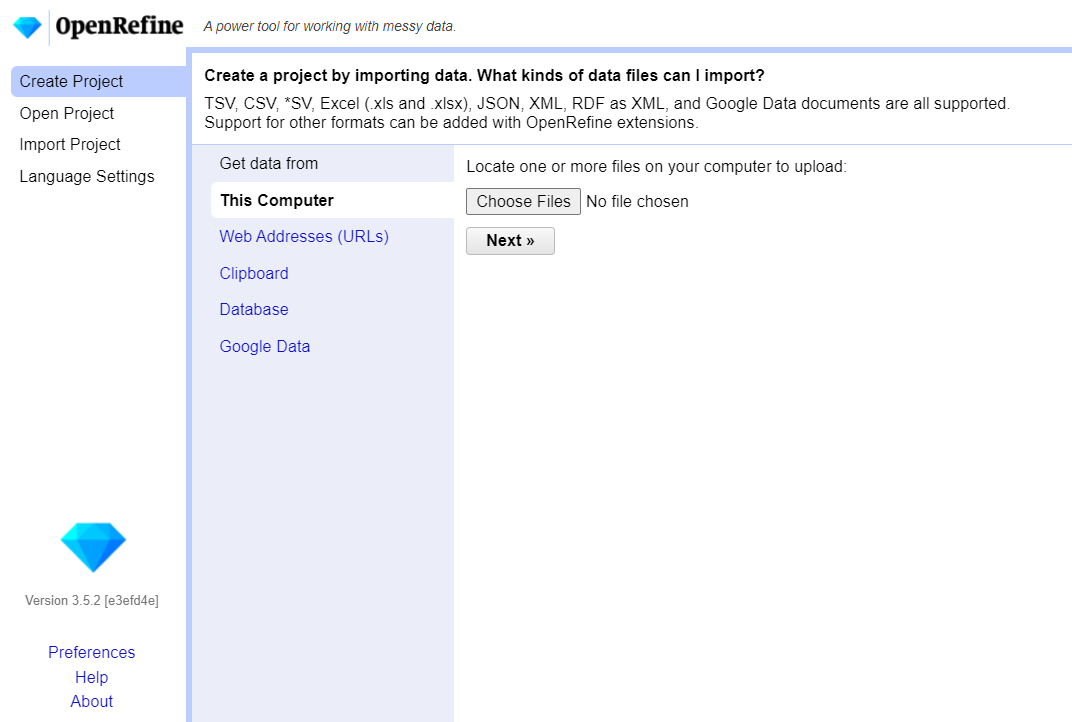 OpenRefine
A power tool for working with messy data.
Create Project
Open Project
Import Project
Language Settings
Create a project by importing data. What kinds of data files can I import?
TSV, CSV, *SV, Excel (.xls and .xlsx), JSON, XML, RDF as XML, and Google Data documents are all supported.
Support for other formats can be added with OpenRefine extensions.
Get data from
This Computer
Web Addresses (URLs)
Clipboard
Database
Google Data
Locate one or more files on your computer to upload:
Choose Files No file chosen
Next »
Version 3.5.2 [e3efd4e]
Preferences
Help
About